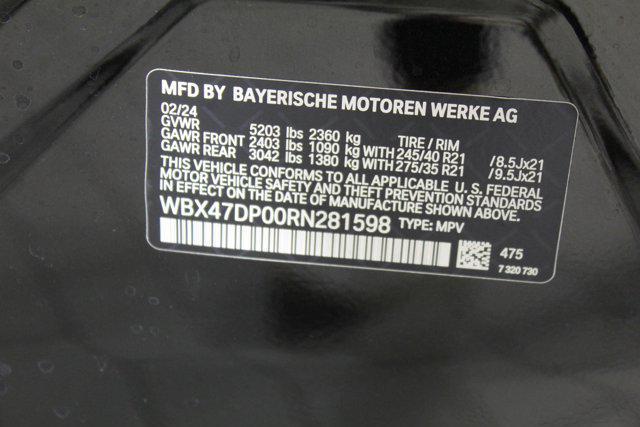 MFD BY BAYERISCHE MOTOREN WERKE AG
02/24
GVWR 5203 lbs 2360 kg TIRE / RIM
GAWR FRONT 2403 lbs 1090 kg WITH 245/40 R21 /8.5Jx21
GAWR REAR 3042 lbs 1380 kg WITH 275/35 R21 /9.5Jx21
THIS VEHICLE CONFORMS TO ALL APPLICABLE U.S. FEDERAL
MOTOR VEHICLE SAFETY AND THEFT PREVENTION STANDARDS
IN EFFECT ON THE DATE OF MANUFACTURE SHOWN ABOVE.
WBX47DP00RN281598 TYPE: MPV
475
7 320 730